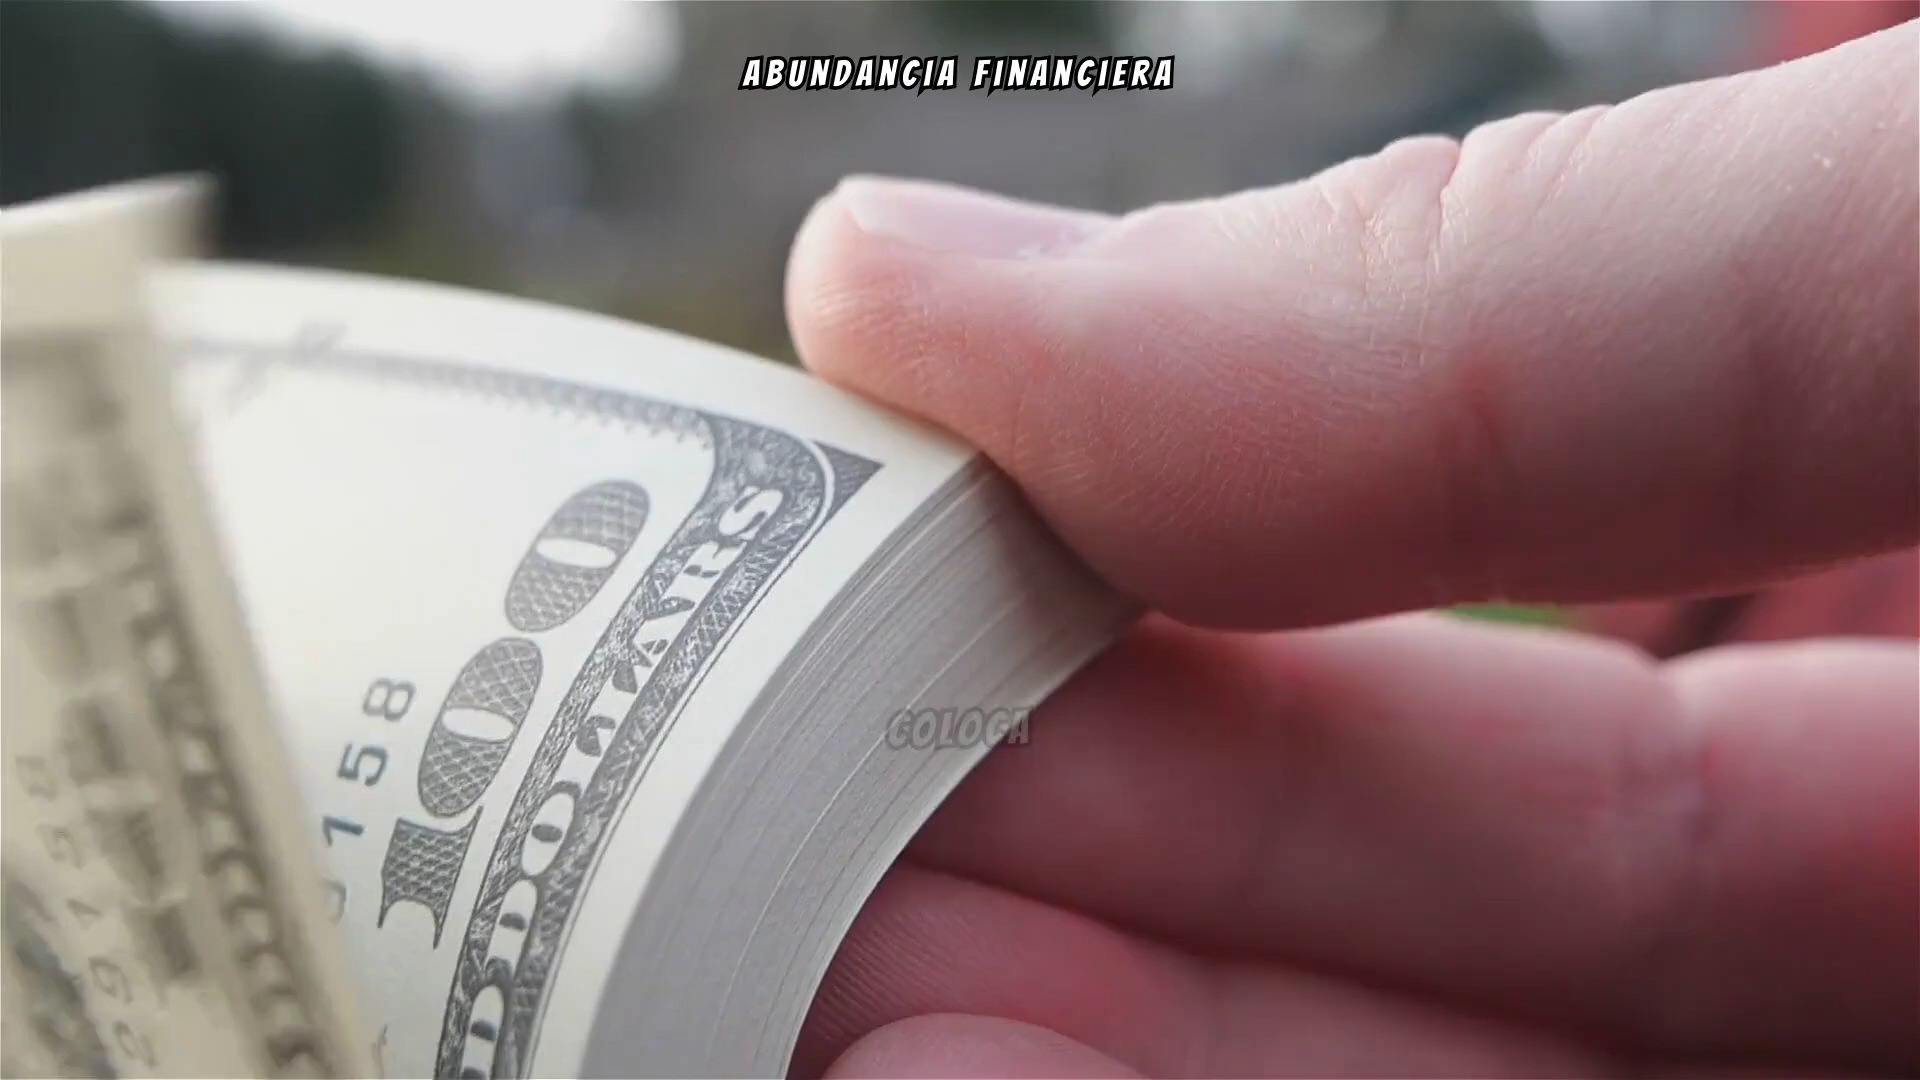 ABUNDANCIA FINANCIERA
100
158
DOLLARS
COLOCA